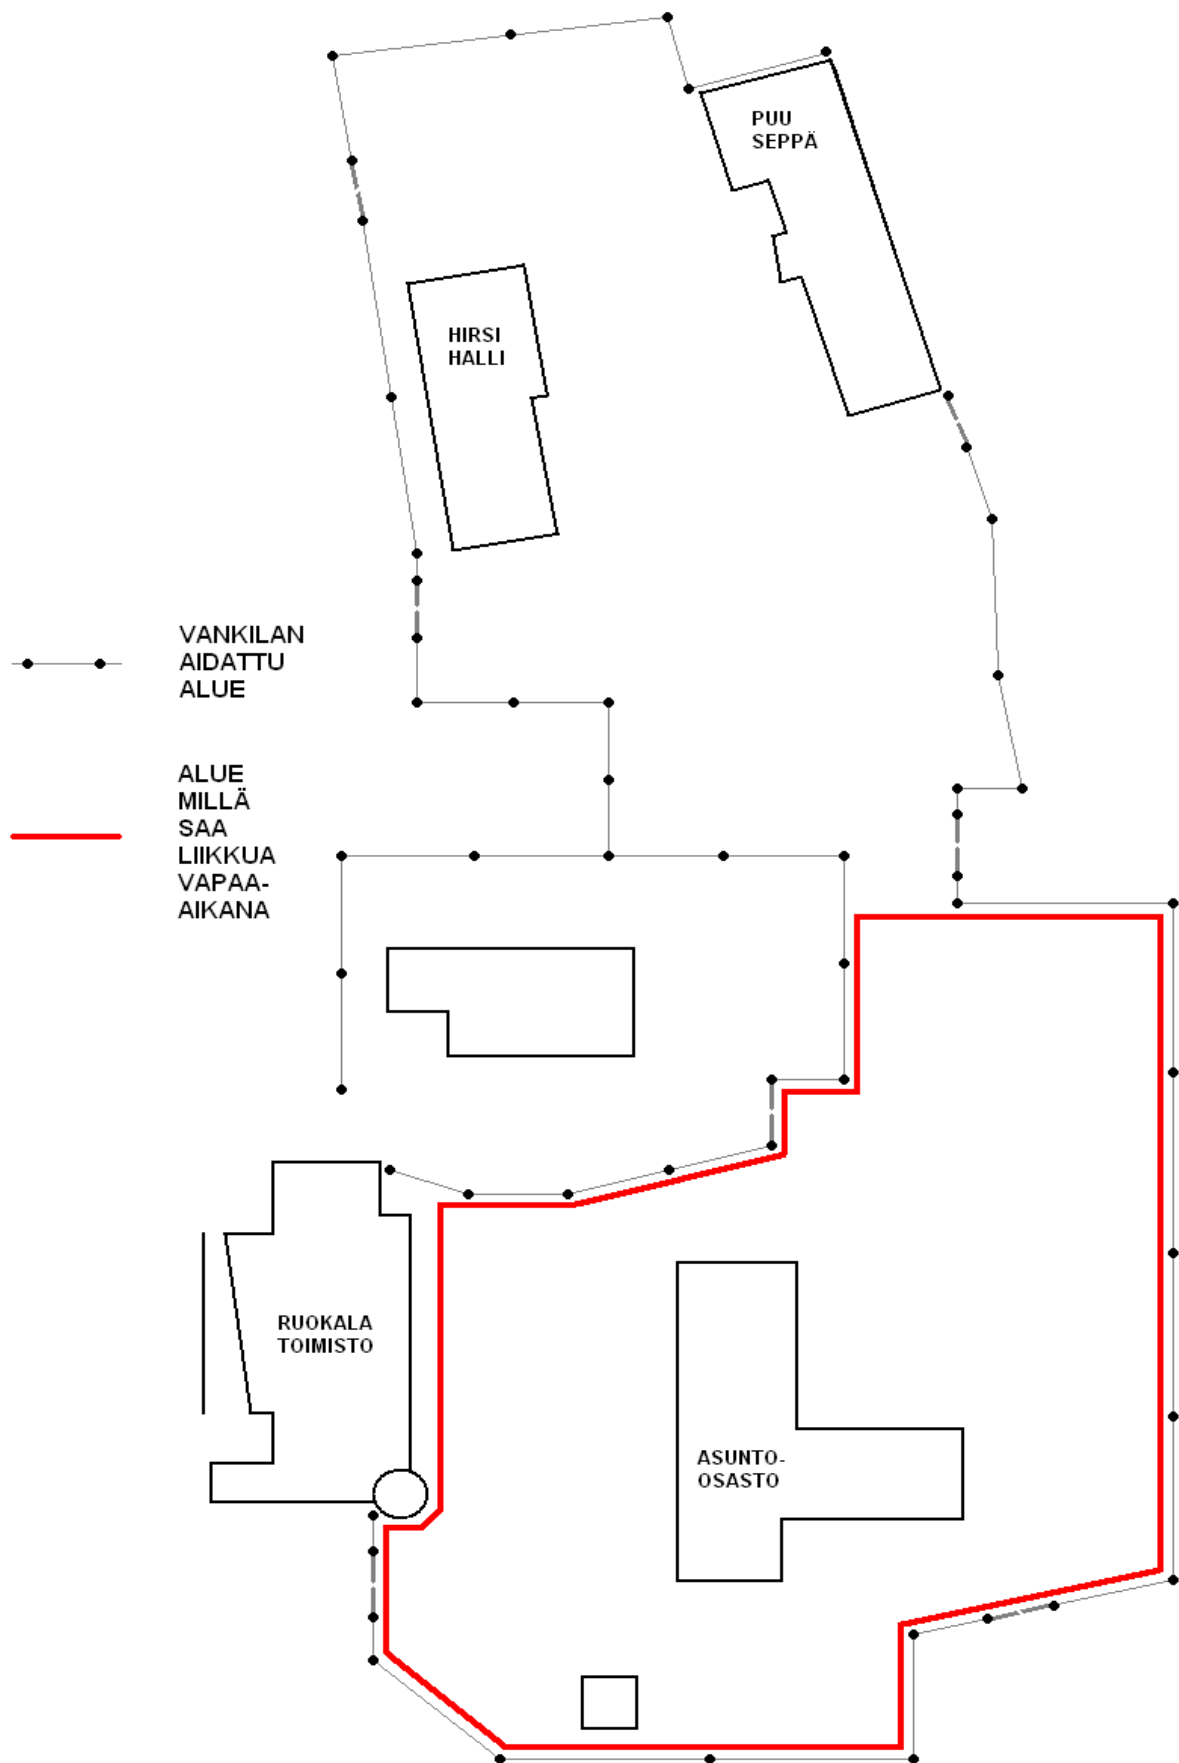 PUU
SEPPÄ
HIRSI
HALLI
VANKILAN
AIDATTU
ALUE
ALUE
MILLÄ
SAA
LIIKKUA
VAPAA-
AIKANA
RUOKALA
TOIMISTO
ASUNTO-
OSASTO